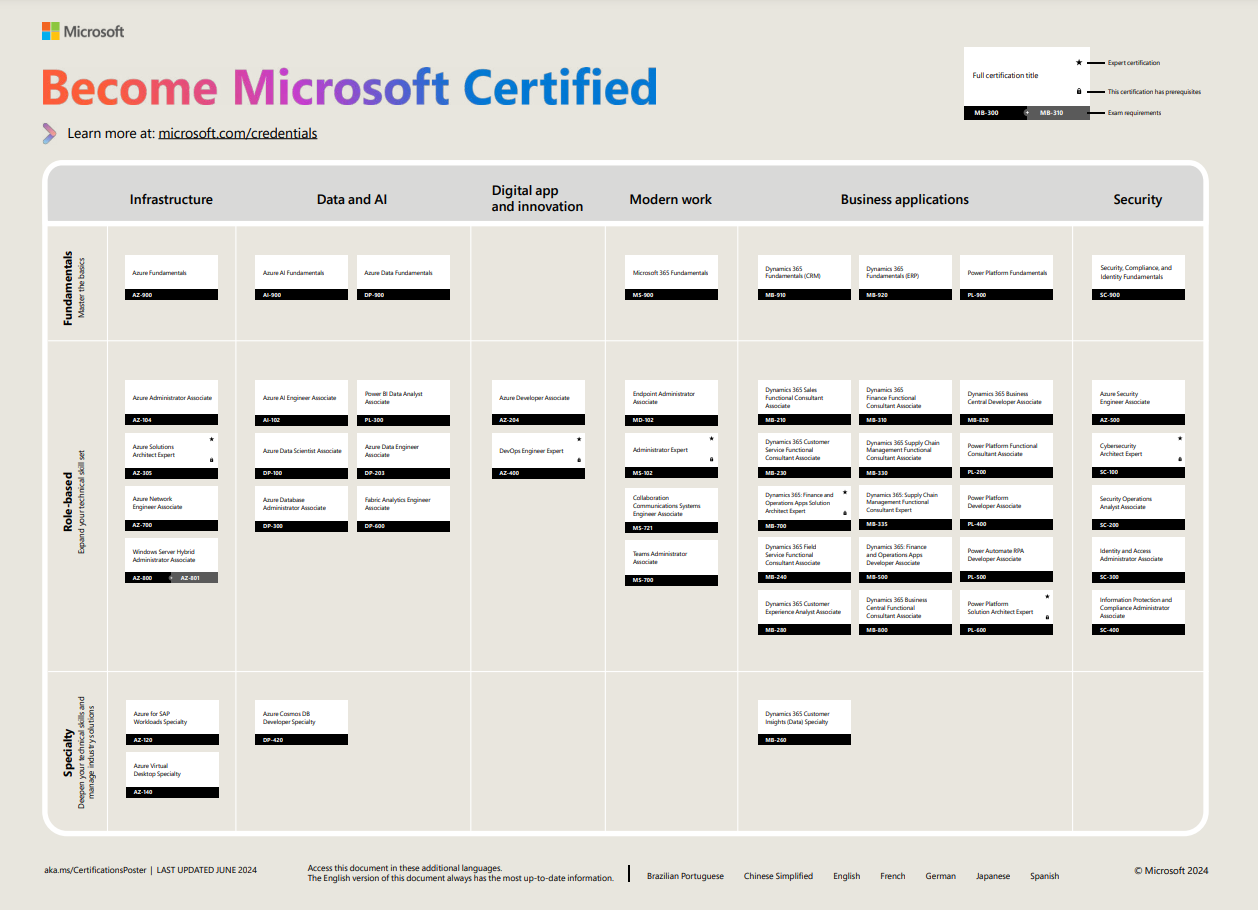 Microsoft
Become Microsoft Certified
Learn more at: microsoft.com/credentials
Full certification title
MB-300 + MB-310
Expert certification
This certification has prerequisites
Exam requirements
Infrastructure
Data and AI
Digital app
and innovation
Modern work
Business applications
Security
Fundamentals
Master the basics
Azure Fundamentals
AZ-900
Azure AI Fundamentals
AI-900
Azure Data Fundamentals
DP-900
Microsoft 365 Fundamentals
MS-900
Dynamics 365
Fundamentals (CRM)
MB-910
Dynamics 365
Fundamentals (ERP)
MB-920
Power Platform Fundamentals
PL-900
Security, Compliance, and
Identity Fundamentals
SC-900
Role-based
Expand your technical skill set
Azure Administrator Associate
AZ-104
Azure Solutions
Architect Expert
AZ-305
Azure Network
Engineer Associate
AZ-700
Windows Server Hybrid
Administrator Associate
AZ-800 + AZ-801
Azure AI Engineer Associate
AI-102
Power BI Data Analyst
Associate
PL-300
Azure Data Scientist Associate
DP-100
Azure Data Engineer
Associate
DP-203
Azure Database
Administrator Associate
DP-300
Fabric Analytics Engineer
Associate
DP-600
Azure Developer Associate
AZ-204
DevOps Engineer Expert
AZ-400
Endpoint Administrator
Associate
MD-102
Administrator Expert
MS-102
Collaboration
Communications Systems
Engineer Associate
MS-721
Teams Administrator
Associate
MS-700
Dynamics 365 Sales
Functional Consultant
Associate
MB-210
Dynamics 365
Finance Functional
Consultant Associate
MB-310
Dynamics 365 Business
Central Developer Associate
MB-820
Dynamics 365 Customer
Service Functional
Consultant Associate
MB-230
Dynamics 365 Supply Chain
Management Functional
Consultant Associate
MB-330
Power Platform Functional
Consultant Associate
PL-200
Dynamics 365: Finance and
Operations Apps Solution
Architect Expert
MB-700
Dynamics 365: Supply Chain
Management Functional
Consultant Expert
MB-335
Power Platform
Developer Associate
PL-400
Dynamics 365 Field
Service Functional
Consultant Associate
MB-240
Dynamics 365: Finance
and Operations Apps
Developer Associate
MB-500
Power Automate RPA
Developer Associate
PL-500
Dynamics 365 Customer
Experience Analyst Associate
MB-280
Dynamics 365 Business
Central Functional
Consultant Associate
MB-800
Power Platform
Solution Architect Expert
PL-600
Azure Security
Engineer Associate
AZ-500
Cybersecurity
Architect Expert
SC-100
Security Operations
Analyst Associate
SC-200
Identity and Access
Administrator Associate
SC-300
Information Protection and
Compliance Administrator
Associate
SC-400
Specialty
Deepen your technical skills and
manage industry solutions
Azure for SAP
Workloads Specialty
AZ-120
Azure Virtual
Desktop Specialty
AZ-140
Azure Cosmos DB
Developer Specialty
DP-420
Dynamics 365 Customer
Insights (Data) Specialty
MB-260
aka.ms/CertificationsPoster | LAST UPDATED JUNE 2024
Access this document in these additional languages.
The English version of this document always has the most up-to-date information.
Brazilian Portuguese Chinese Simplified English French German Japanese Spanish
© Microsoft 2024